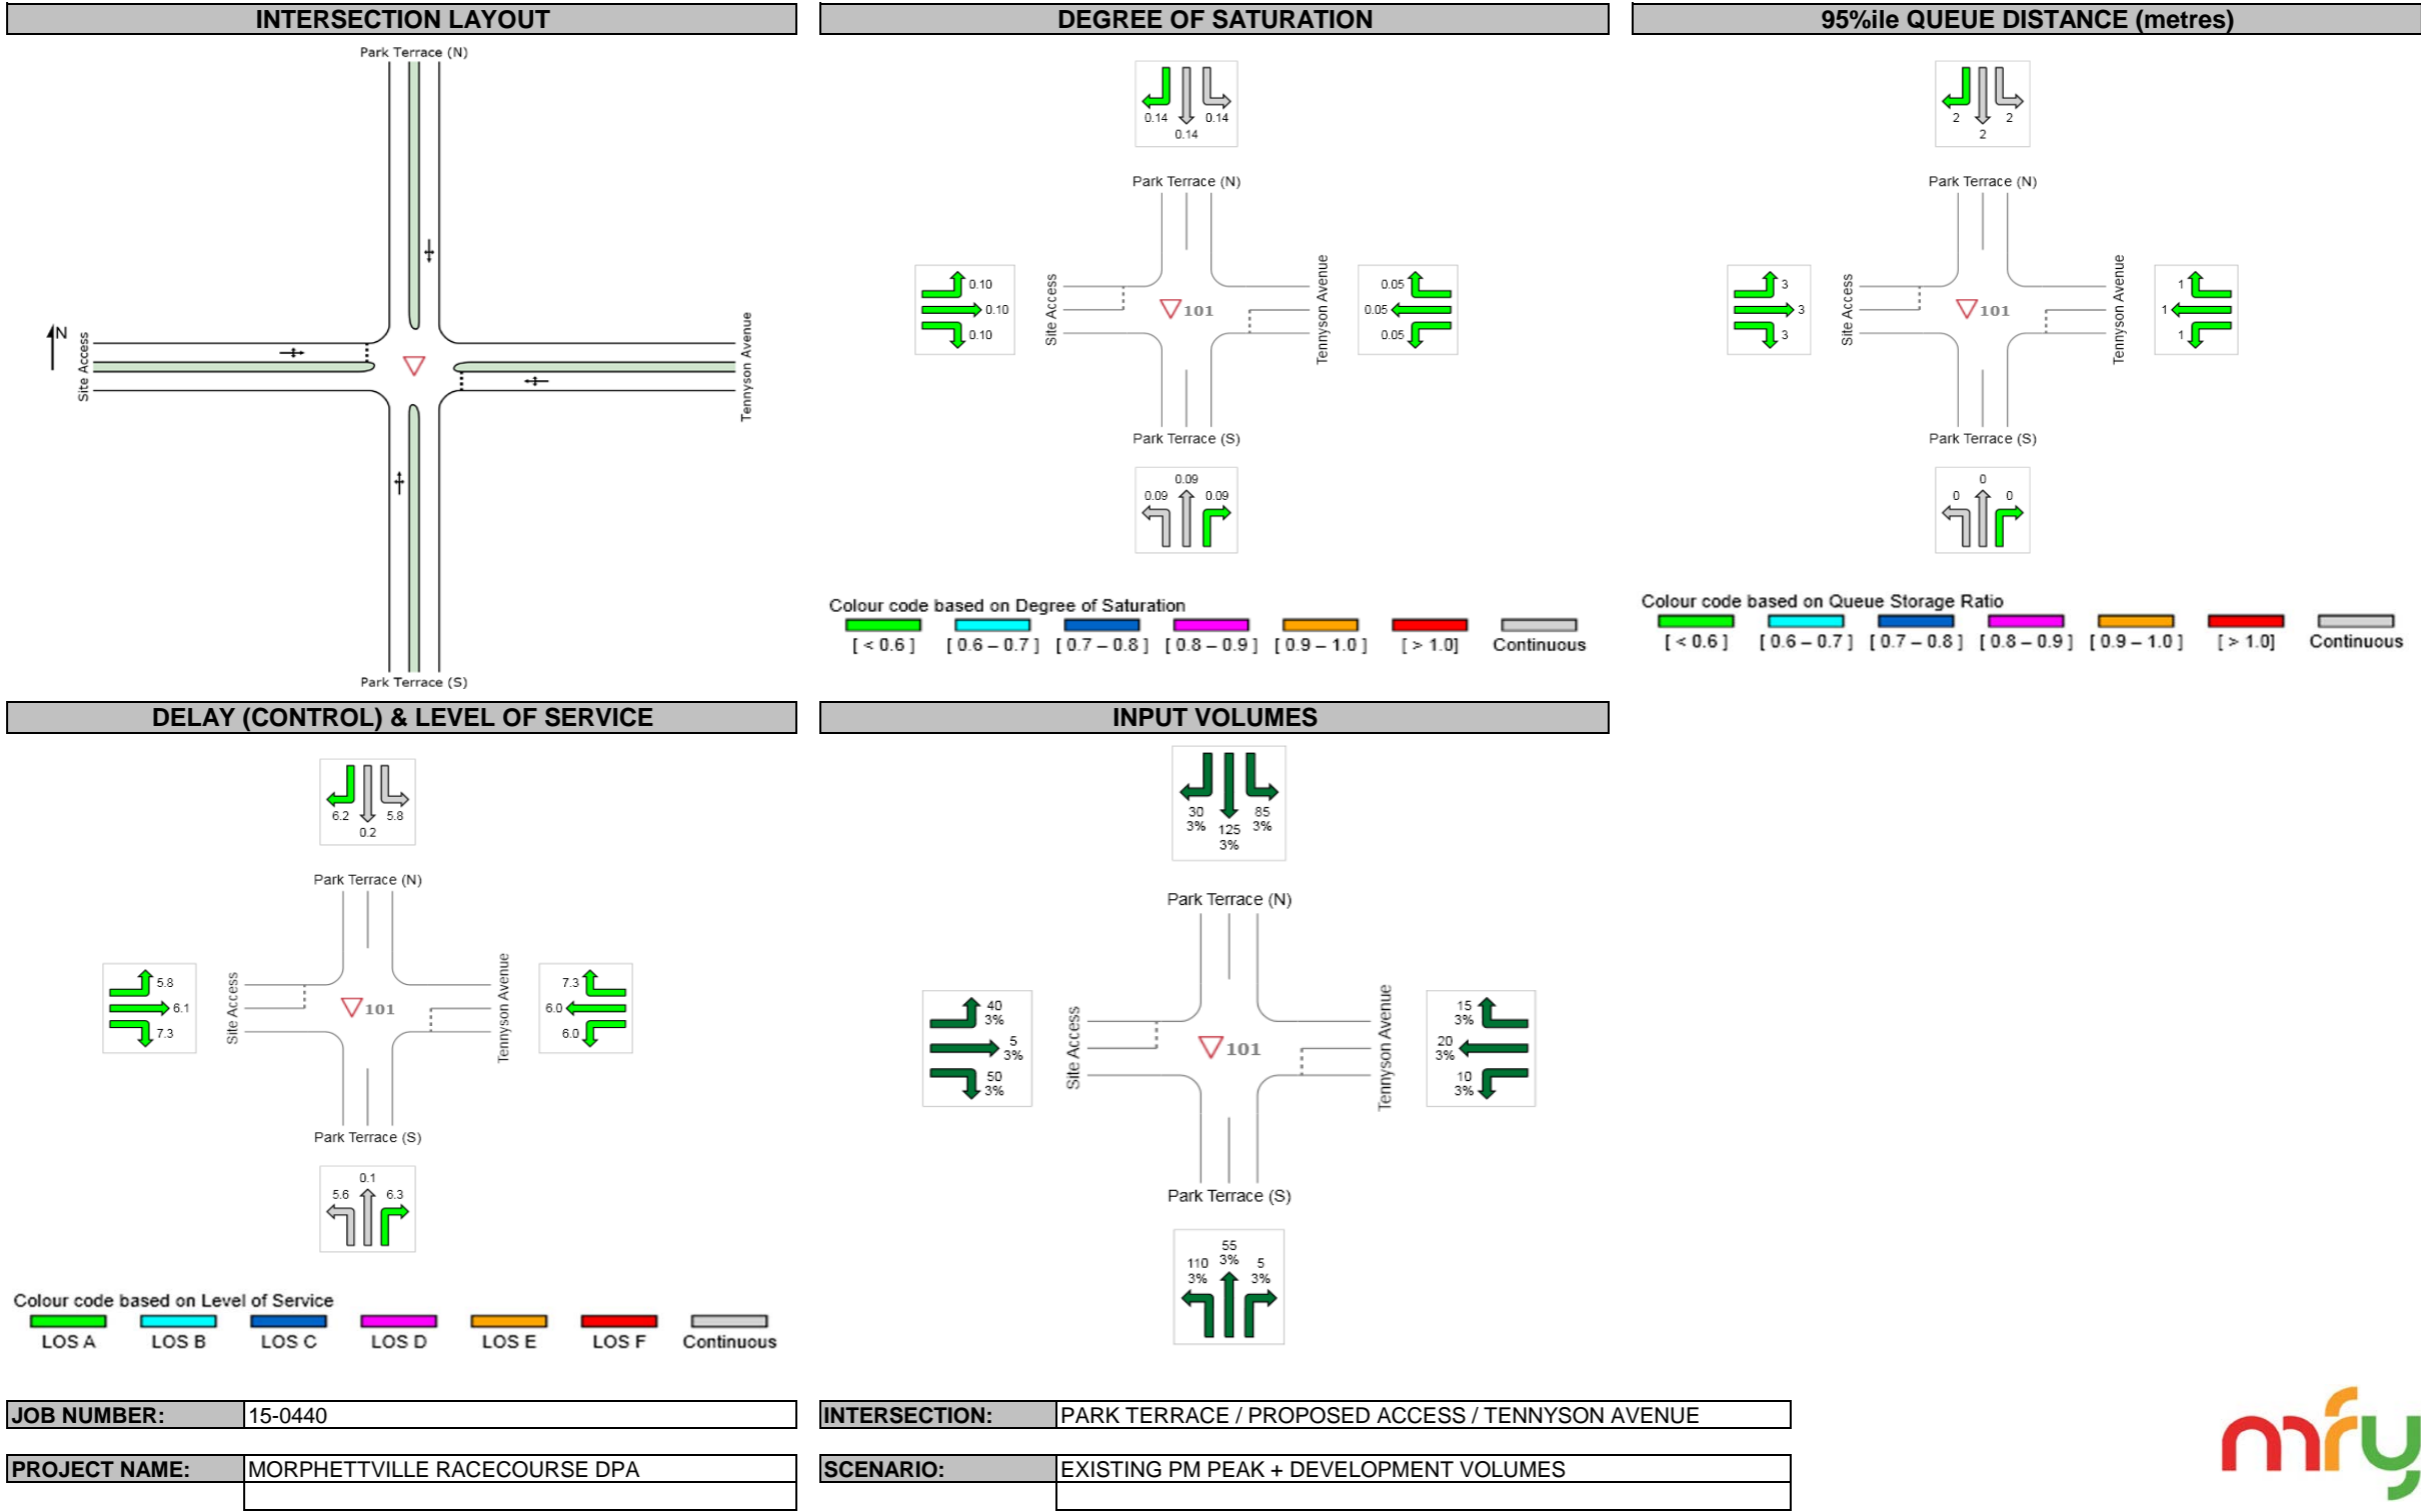 INTERSECTION LAYOUT
Park Terrace (N)
N
Site Access
Tennyson Avenue
Park Terrace (S)
DEGREE OF SATURATION
0.14 0.14
0.14
Park Terrace (N)
0.10
0.10
0.10
Site Access
101
Tennyson Avenue
0.05
0.05
0.05
Park Terrace (S)
0.09
0.09 0.09
Colour code based on Degree of Saturation
[ < 0.6 ] [ 0.6 – 0.7 ] [ 0.7 – 0.8 ] [ 0.8 – 0.9 ] [ 0.9 – 1.0 ] [ > 1.0] Continuous
95%ile QUEUE DISTANCE (metres)
2 2
2
Park Terrace (N)
3
3
3
Site Access
101
Tennyson Avenue
1
1
1
Park Terrace (S)
0
0 0
Colour code based on Queue Storage Ratio
[ < 0.6 ] [ 0.6 – 0.7 ] [ 0.7 – 0.8 ] [ 0.8 – 0.9 ] [ 0.9 – 1.0 ] [ > 1.0] Continuous
DELAY (CONTROL) & LEVEL OF SERVICE
6.2 5.8
0.2
Park Terrace (N)
5.8
6.1
7.3
Site Access
101
Tennyson Avenue
7.3
6.0
6.0
Park Terrace (S)
0.1
5.6 6.3
Colour code based on Level of Service
LOS A LOS B LOS C LOS D LOS E LOS F Continuous
INPUT VOLUMES
30 85
3% 125 3%
3%
Park Terrace (N)
40
3%
5
3%
50
3%
Site Access
101
Tennyson Avenue
15
3%
20
3%
10
3%
Park Terrace (S)
55
110 3% 5
3% 3%
JOB NUMBER: 15-0440
INTERSECTION: PARK TERRACE / PROPOSED ACCESS / TENNYSON AVENUE
PROJECT NAME: MORPHETTVILLE RACECOURSE DPA
SCENARIO: EXISTING PM PEAK + DEVELOPMENT VOLUMES
mfy